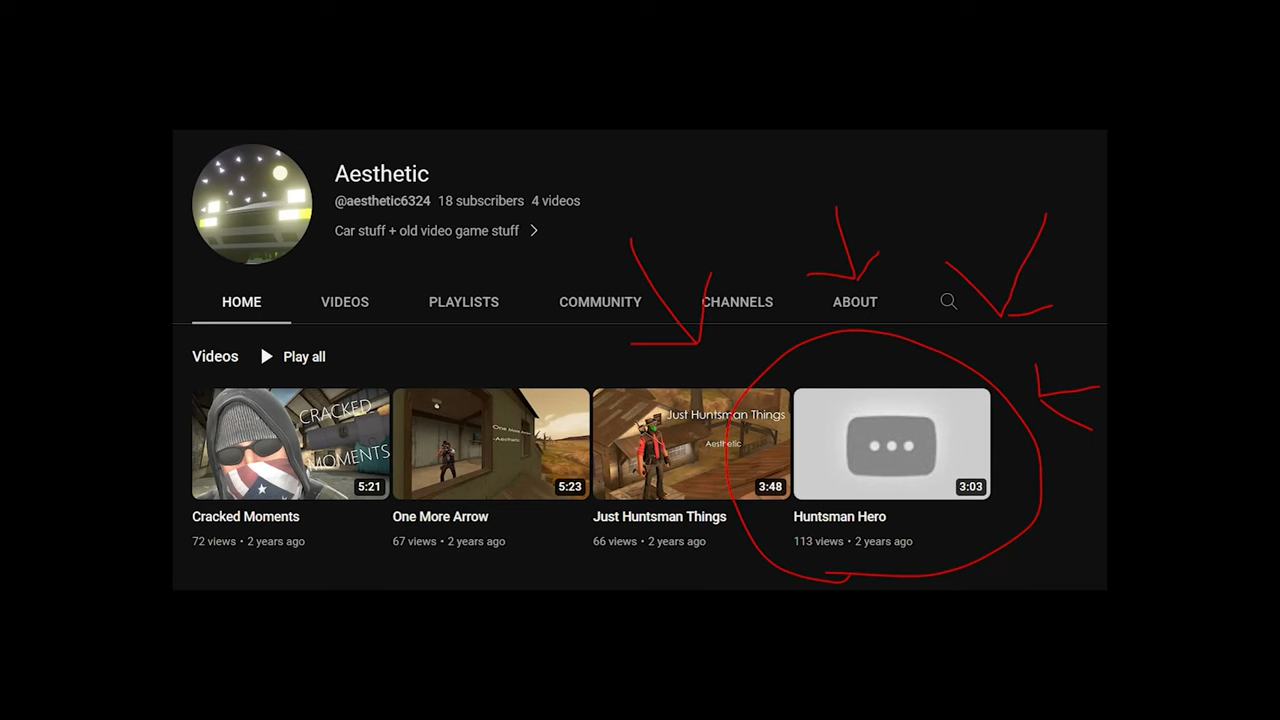 Aesthetic
@aesthetic6324 18 subscribers 4 videos
Car stuff + old video game stuff
HOME VIDEOS PLAYLISTS COMMUNITY CHANNELS ABOUT
Videos Play all
CRACKED
MOMENTS
5:21
One More Arrow
-Aesthetic
5:23
Just Huntsman Things
Aesthetic
3:48
3:03
Cracked Moments One More Arrow Just Huntsman Things Huntsman Hero
72 views • 2 years ago 67 views • 2 years ago 66 views • 2 years ago 113 views • 2 years ago